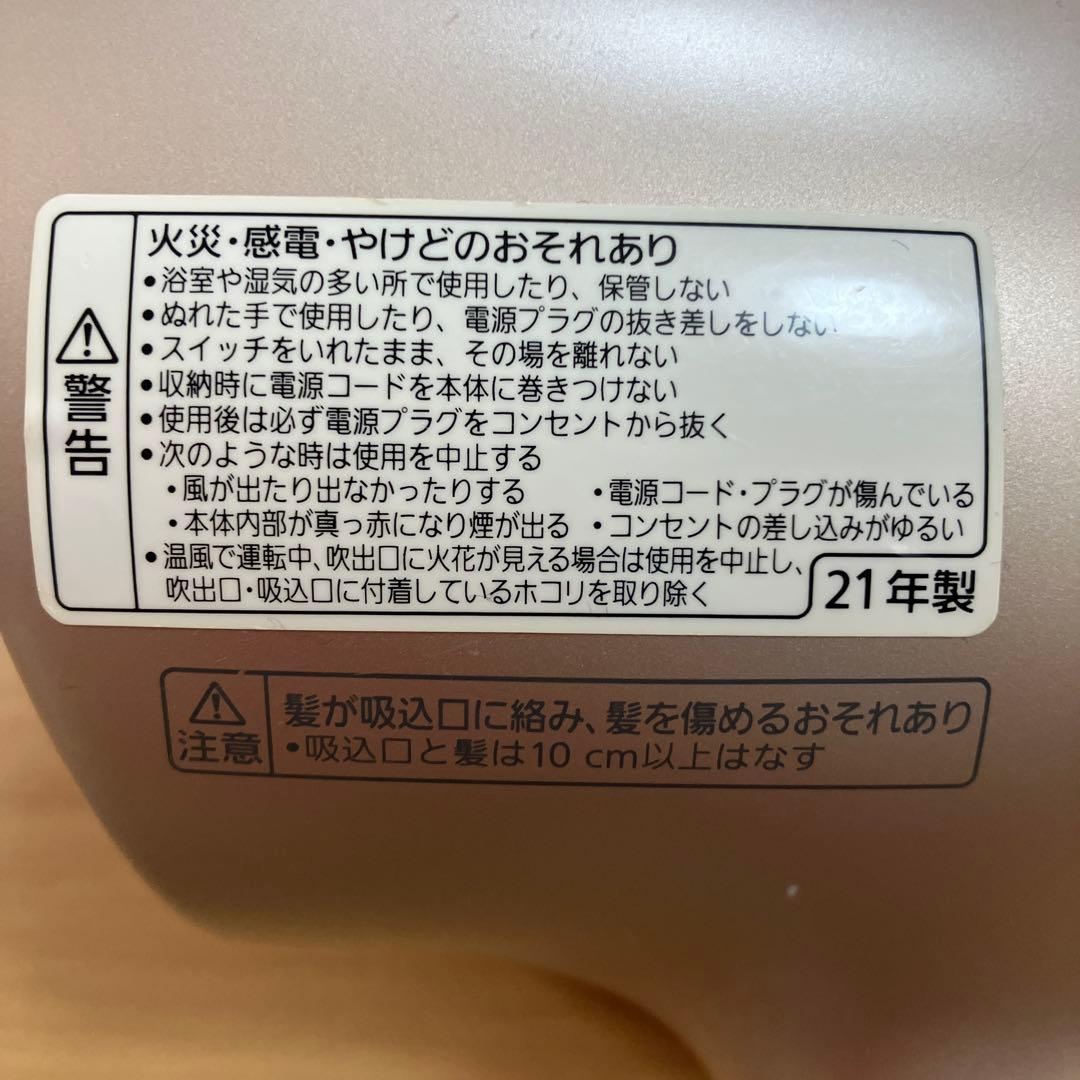 警告
火災・感電・やけどのおそれあり
•浴室や湿気の多い所で使用したり、保管しない
•ぬれた手で使用したり、電源プラグの抜き差しをしない
•スイッチをいれたまま、その場を離れない
•収納時に電源コードを本体に巻きつけない
•使用後は必ず電源プラグをコンセントから抜く
•次のような時は使用を中止する
・風が出たり出なかったりする ・電源コード・プラグが傷んでいる
・本体内部が真っ赤になり煙が出る ・コンセントの差し込みがゆるい
•温風で運転中、吹出口に火花が見える場合は使用を中止し、
吹出口・吸込口に付着しているホコリを取り除く
21年製
注意
髪が吸込口に絡み、髪を傷めるおそれあり
•吸込口と髪は10 cm以上はなす